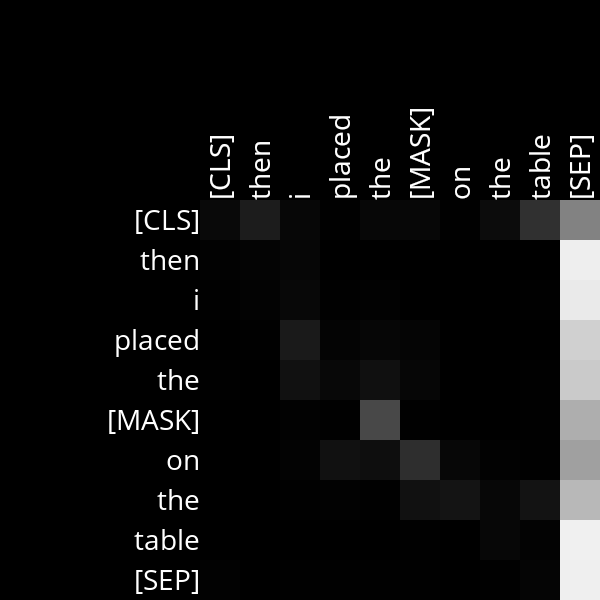 [CLS] then i placed the [MASK] on the table [SEP]
[CLS]
then
i
placed
the
[MASK]
on
the
table
[SEP]